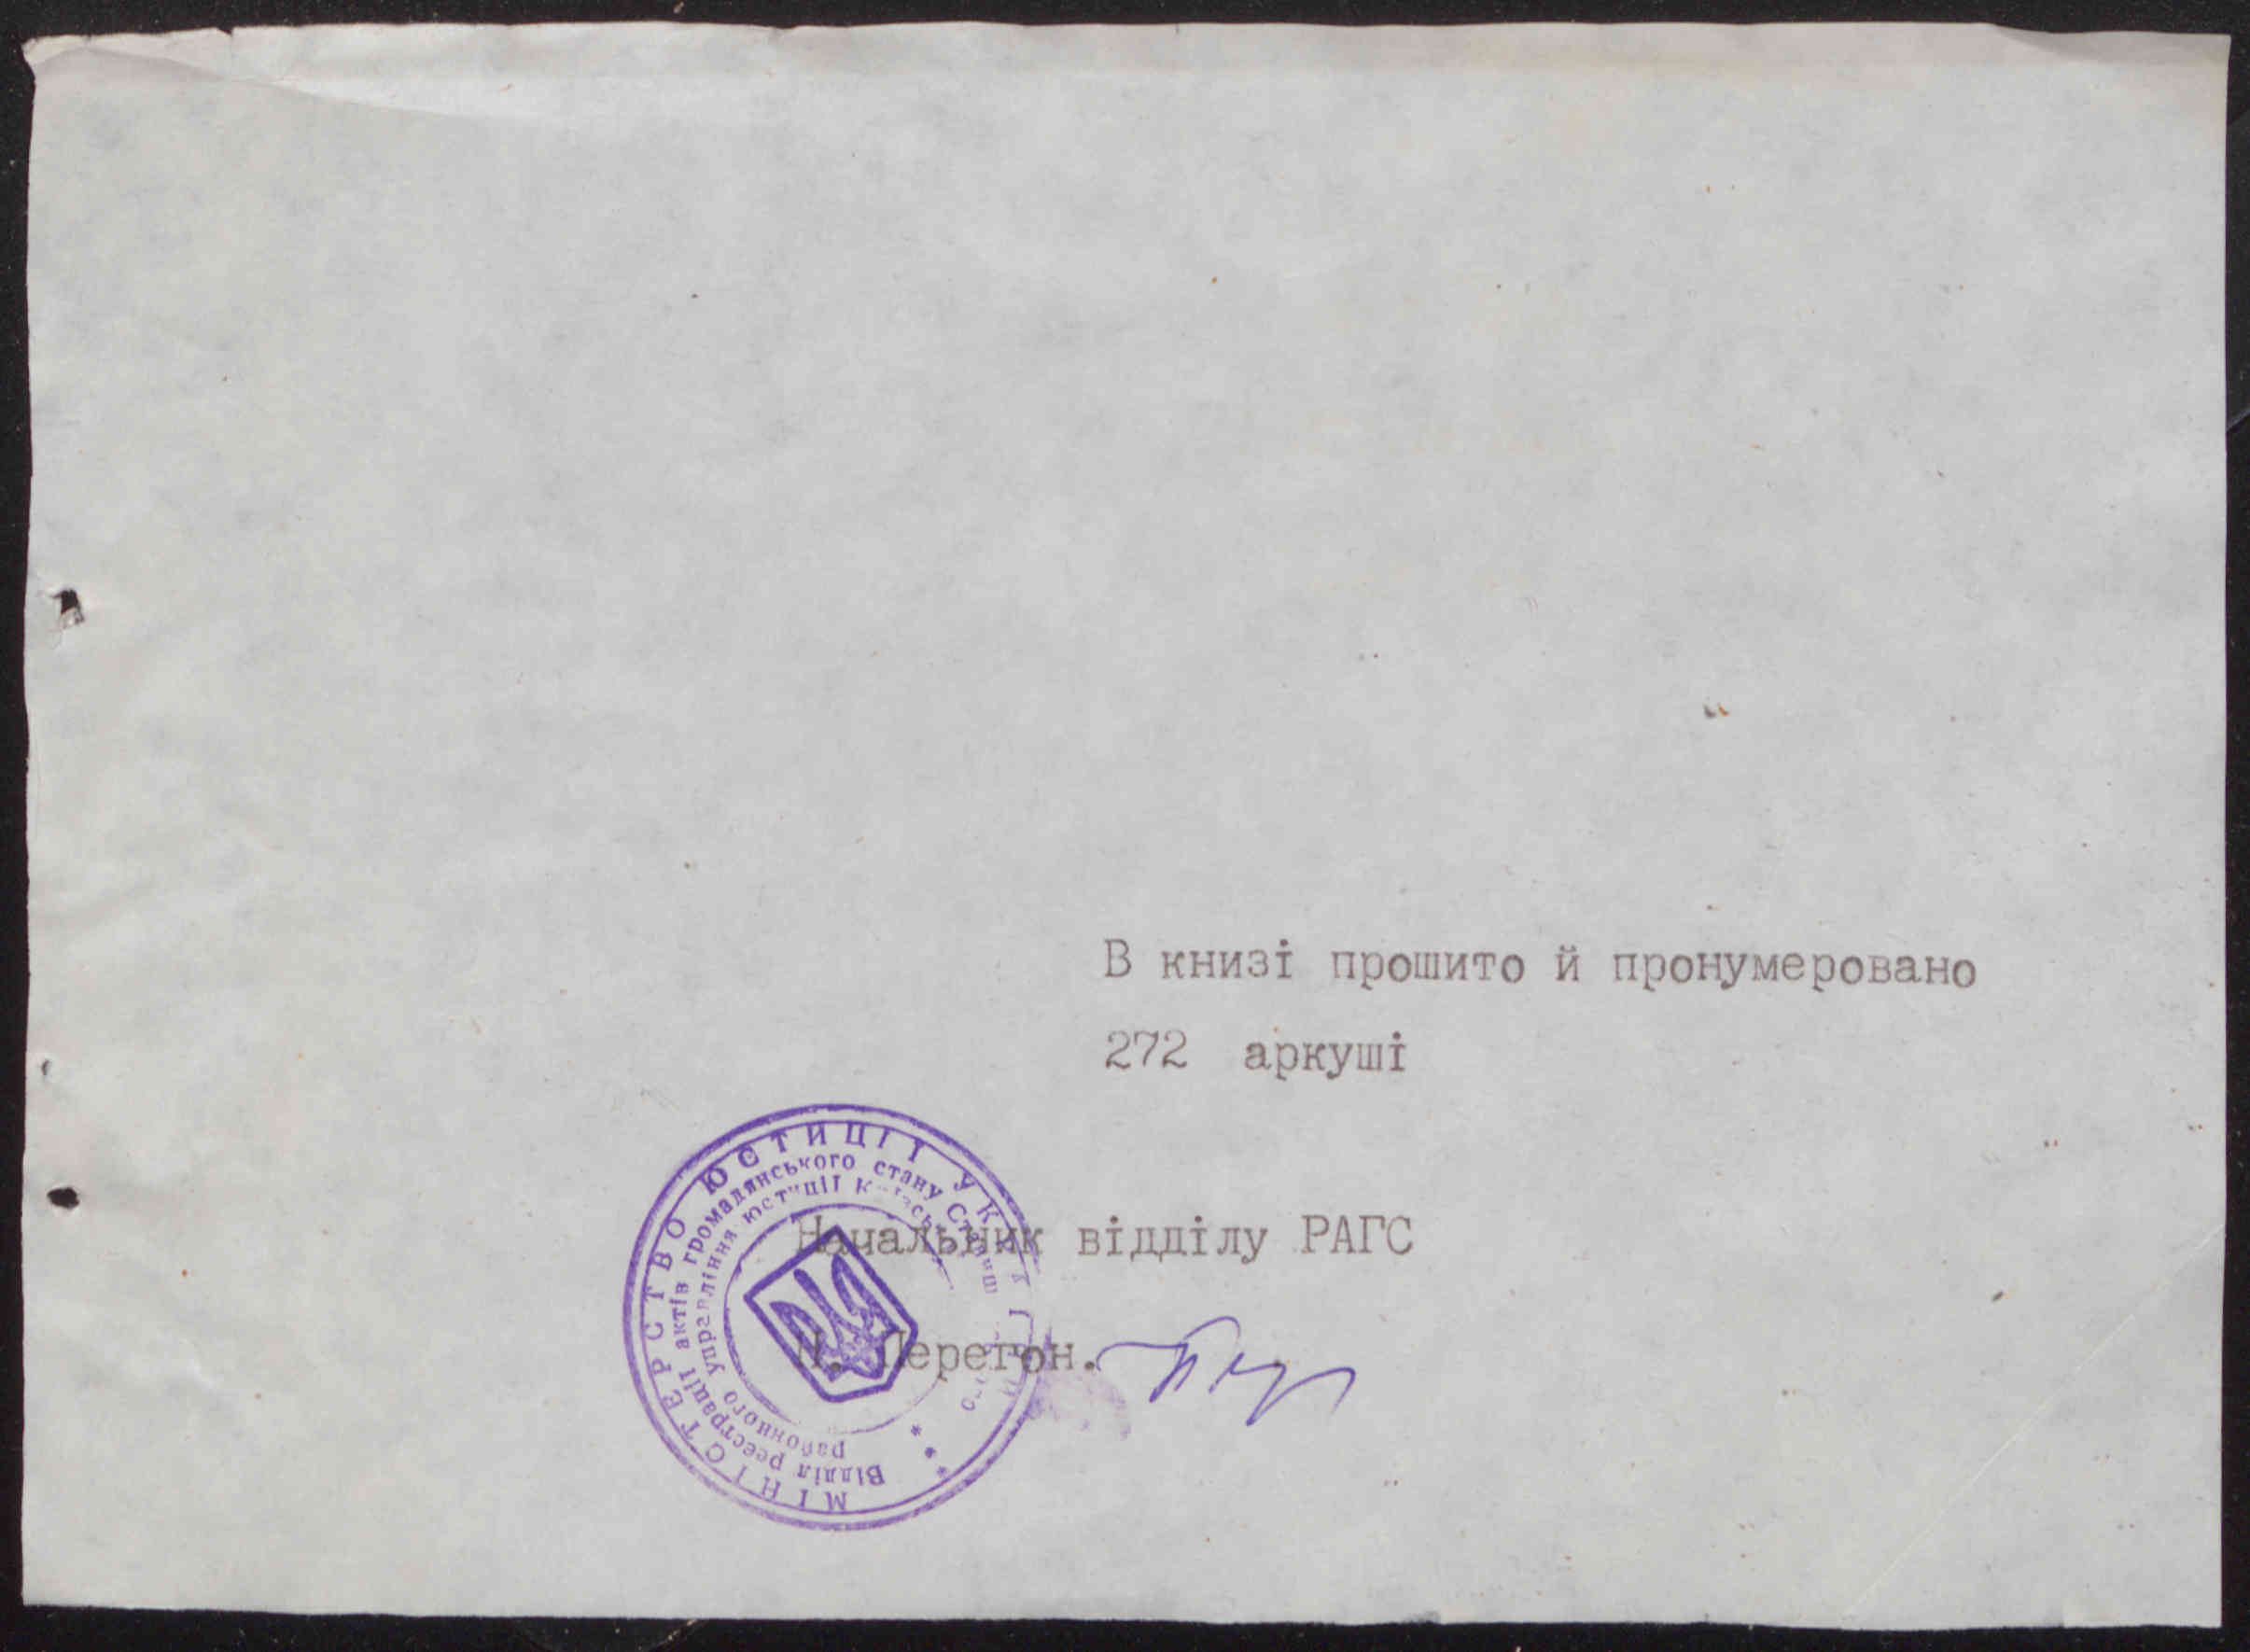 В книзі прошито й пронумеровано
272 аркуші
Начальник відділу РАГС
Перегон.
МІНІСТЕРСТВО ЮСТИЦІЇ
Відділ реєстрації актів громадянського стану
районного управління юстиції